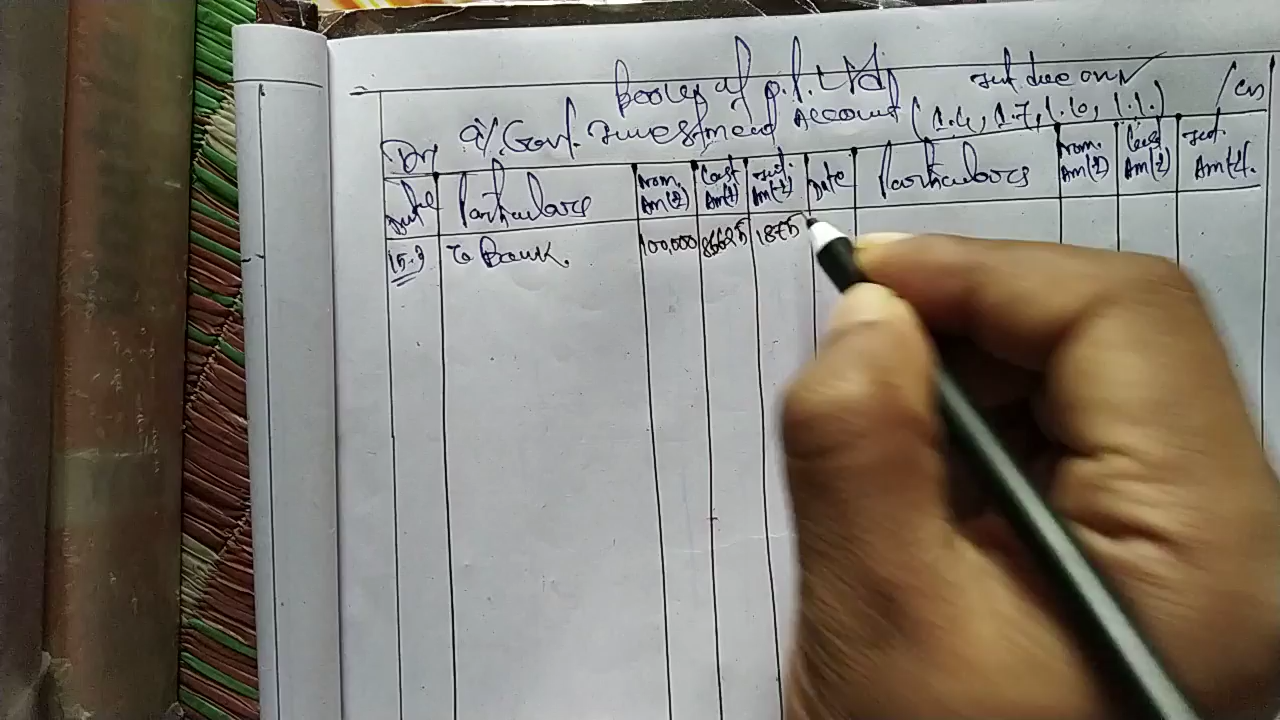 Books of P.I. Ltd. Int due on ✓
9% Govt. Investment Account (1.4, 1.7, 1.10, 1.1.)
Dr Cr
Date Particulars Nom. Am(₹) Cost Am(₹) Int. Am(₹) Date Particulars Nom. Am(₹) Cost Am(₹) Int. Am(₹).
15.3 To Bank. 100,000 86625 1875